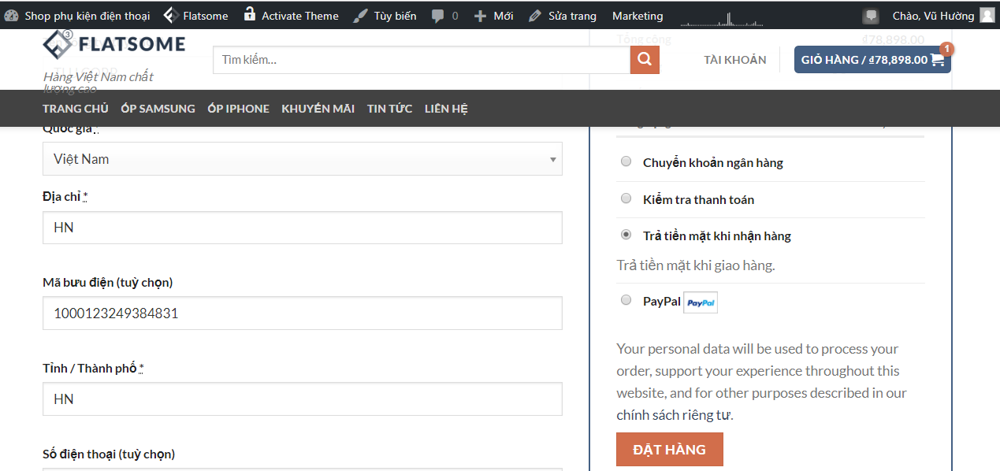 Shop phụ kiện điện thoại Flatsome Activate Theme Tùy biến 0 Mới Sửa trang Marketing Chào, Vũ Hường
FLATSOME 3
Tìm kiếm...
Tổng cộng ₫78,898.00
TÀI KHOẢN
GIỎ HÀNG / ₫78,898.00 1
Hàng Việt Nam chất
lượng cao.
TRANG CHỦ ỐP SAMSUNG ỐP IPHONE KHUYẾN MÃI TIN TỨC LIÊN HỆ
Quốc gia *
Việt Nam
Địa chỉ *
HN
Mã bưu điện (tuỳ chọn)
1000123249384831
Tỉnh / Thành phố *
HN
Số điện thoại (tuỳ chọn)
Chuyển khoản ngân hàng
Kiểm tra thanh toán
Trả tiền mặt khi nhận hàng
Trả tiền mặt khi giao hàng.
PayPal PayPal
Your personal data will be used to process your
order, support your experience throughout this
website, and for other purposes described in our
chính sách riêng tư.
ĐẶT HÀNG